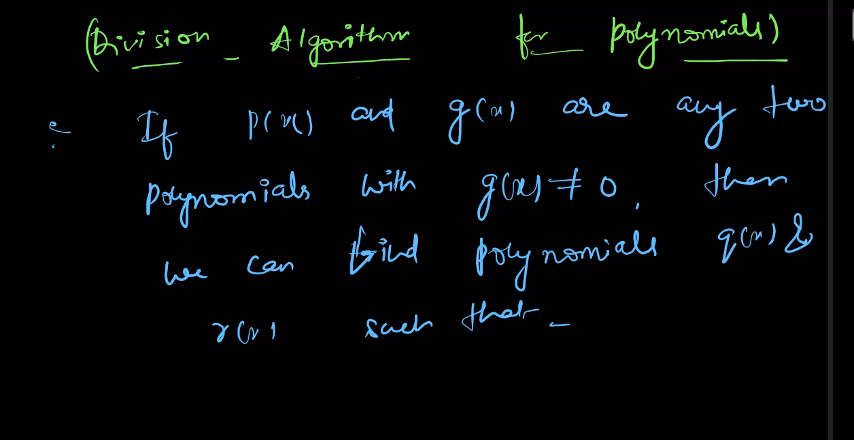 (Division - Algorithm for Polynomials)
:- If p(x) and g(x) are any two
polynomials with g(x) ≠ 0, then
we can find polynomials q(x) &
r(x) such that -